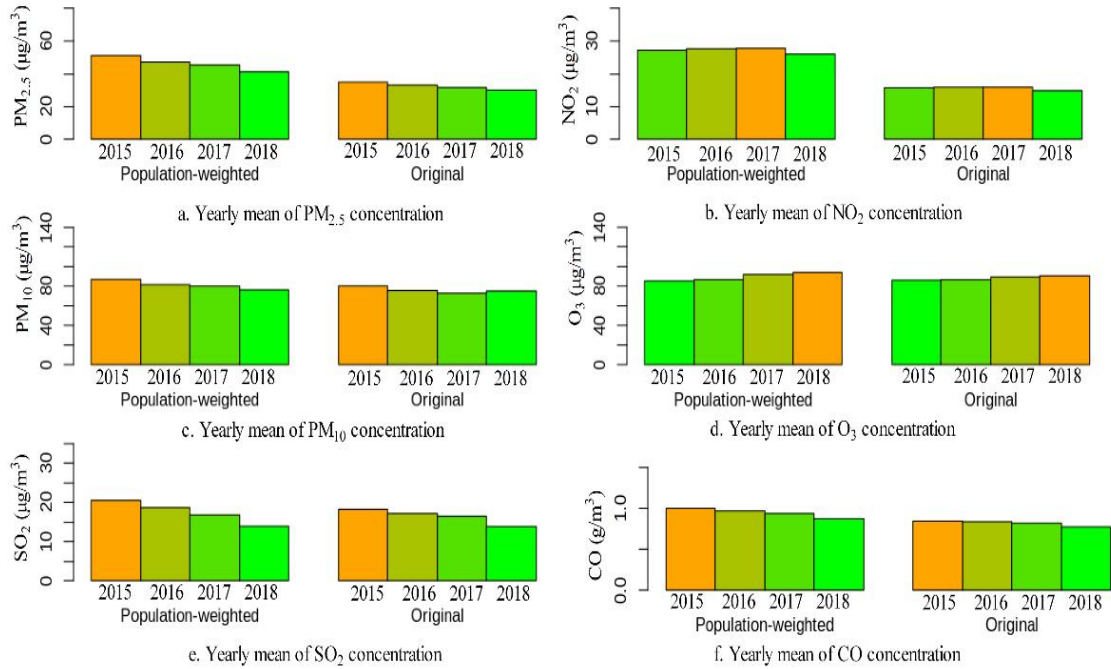 PM2.5 (μg/m³)
60
20
0
2015 2016 2017 2018
Population-weighted
2015 2016 2017 2018
Original
a. Yearly mean of PM2.5 concentration
NO2 (μg/m³)
30
10
0
2015 2016 2017 2018
Population-weighted
2015 2016 2017 2018
Original
b. Yearly mean of NO2 concentration
PM10 (μg/m³)
140
80
40
0
2015 2016 2017 2018
Population-weighted
2015 2016 2017 2018
Original
c. Yearly mean of PM10 concentration
O3 (μg/m³)
140
80
40
0
2015 2016 2017 2018
Population-weighted
2015 2016 2017 2018
Original
d. Yearly mean of O3 concentration
SO2 (μg/m³)
30
20
10
0
2015 2016 2017 2018
Population-weighted
2015 2016 2017 2018
Original
e. Yearly mean of SO2 concentration
CO (g/m³)
1.0
0.0
2015 2016 2017 2018
Population-weighted
2015 2016 2017 2018
Original
f. Yearly mean of CO concentration